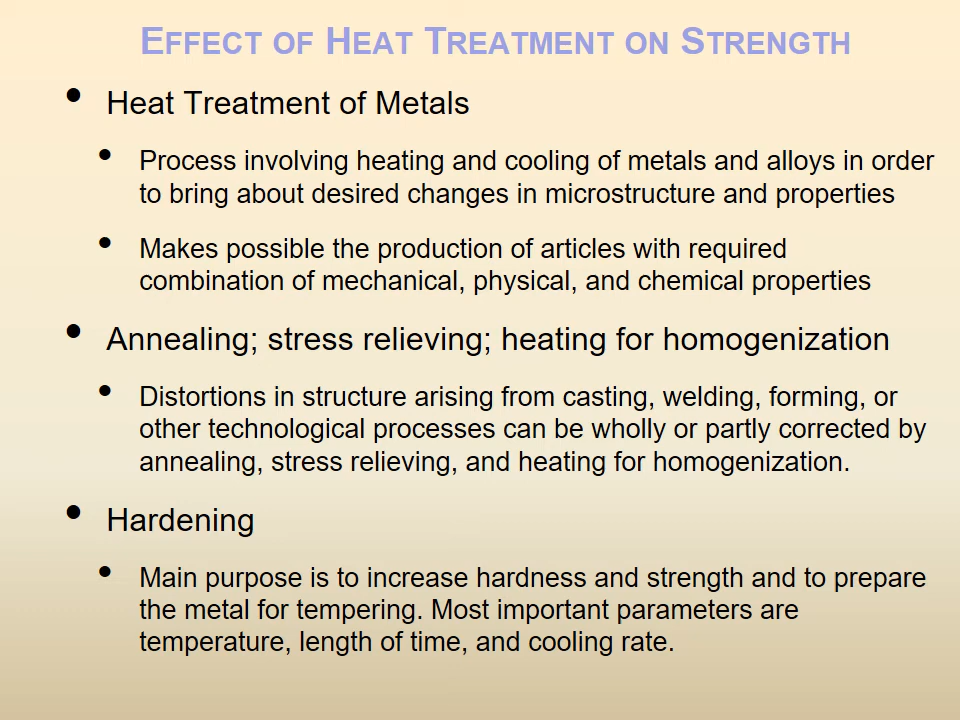 EFFECT OF HEAT TREATMENT ON STRENGTH
• Heat Treatment of Metals
• Process involving heating and cooling of metals and alloys in order
to bring about desired changes in microstructure and properties
• Makes possible the production of articles with required
combination of mechanical, physical, and chemical properties
• Annealing; stress relieving; heating for homogenization
• Distortions in structure arising from casting, welding, forming, or
other technological processes can be wholly or partly corrected by
annealing, stress relieving, and heating for homogenization.
• Hardening
• Main purpose is to increase hardness and strength and to prepare
the metal for tempering. Most important parameters are
temperature, length of time, and cooling rate.